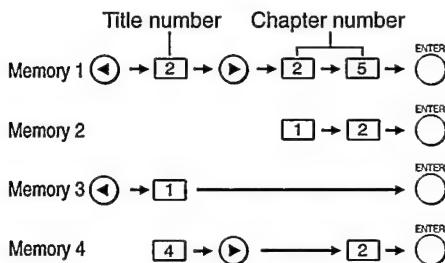 Title number Chapter number
ENTER
Memory 1 2 2 5
ENTER
Memory 2 1 2
ENTER
Memory 3 1
ENTER
Memory 4 4 2